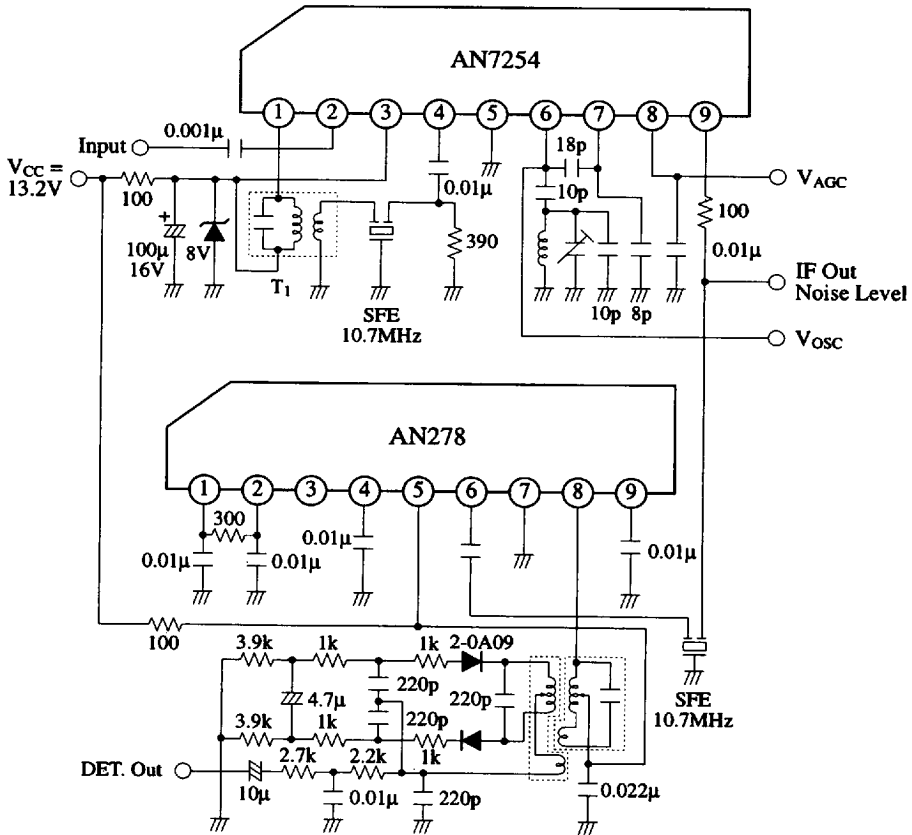 AN7254
1 2 3 4 5 6 7 8 9
0.001μ
Input
18p
VCC =
13.2V
100
0.01μ
10p
VAGC
100
+
100μ
16V
8V
390
0.01μ
T1
IF Out
Noise Level
SFE
10.7MHz
10p 8p
VOSC
AN278
1 2 3 4 5 6 7 8 9
300
0.01μ
0.01μ
0.01μ
0.01μ
100
3.9k 1k 1k 2-0A09
220p
4.7μ
220p
220p
SFE
10.7MHz
3.9k 1k 1k
2.7k 2.2k
DET. Out
10μ
0.01μ
220p
0.022μ